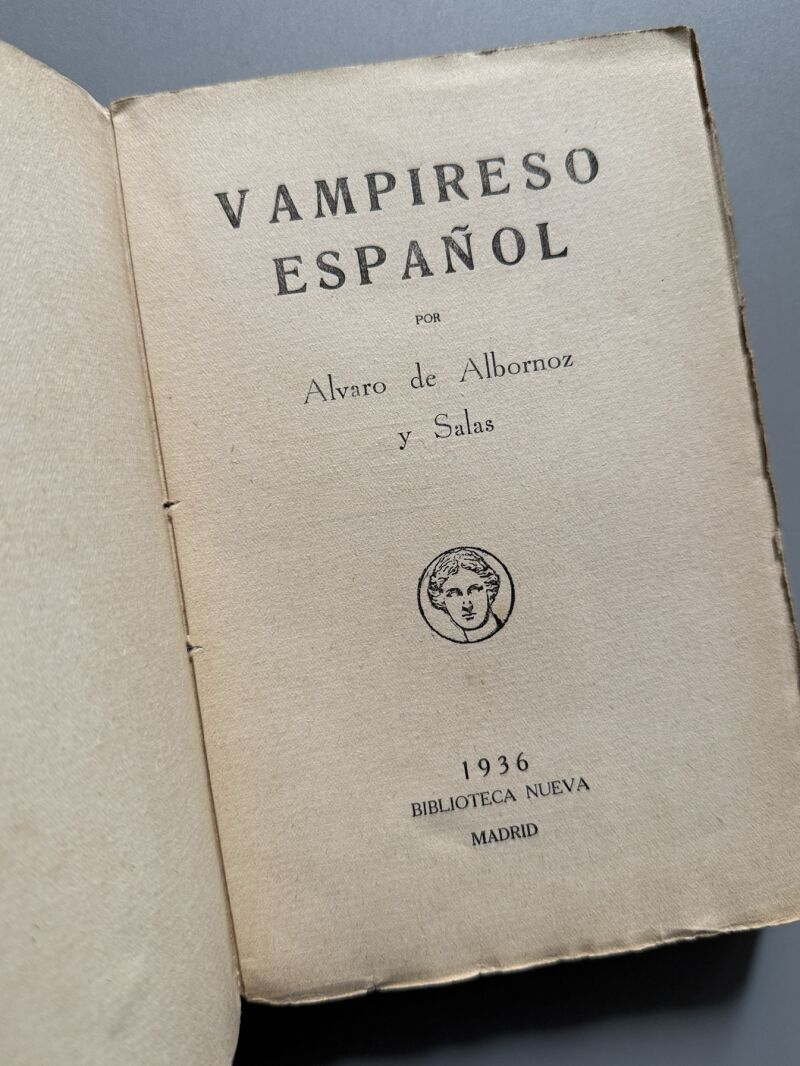 VAMPIRESO
ESPAÑOL
POR
Alvaro de Albornoz
y Salas
1936
BIBLIOTECA NUEVA
MADRID